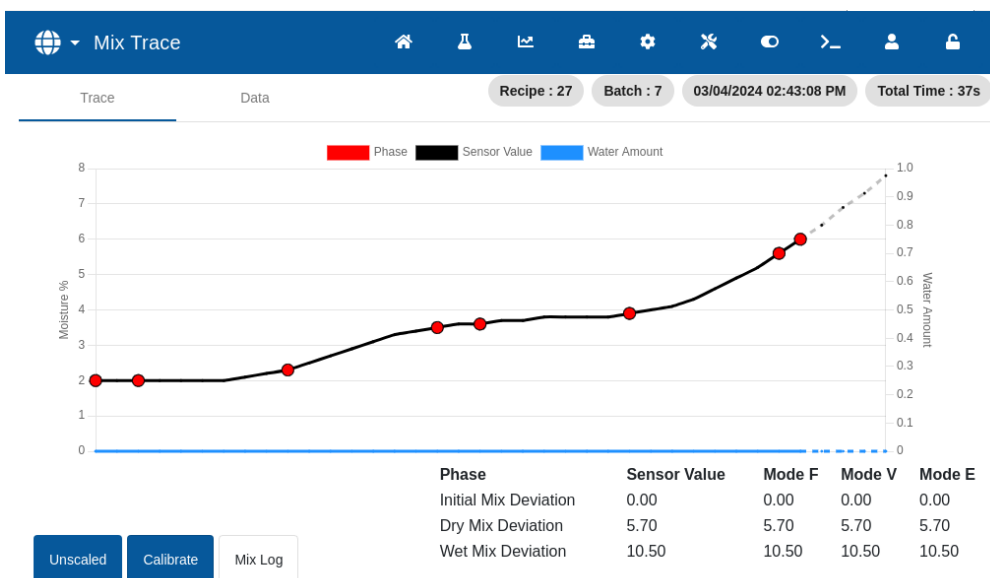 Mix Trace
Trace Data Recipe : 27 Batch : 7 03/04/2024 02:43:08 PM Total Time : 37s
Phase Sensor Value Water Amount
8
7
6
5
4
3
2
1
0
Moisture %
1.0
0.9
0.8
0.7
0.6
0.5
0.4
0.3
0.2
0.1
0
Water Amount
Phase Sensor Value Mode F Mode V Mode E
Initial Mix Deviation 0.00 0.00 0.00 0.00
Dry Mix Deviation 5.70 5.70 5.70 5.70
Wet Mix Deviation 10.50 10.50 10.50 10.50
Unscaled Calibrate Mix Log